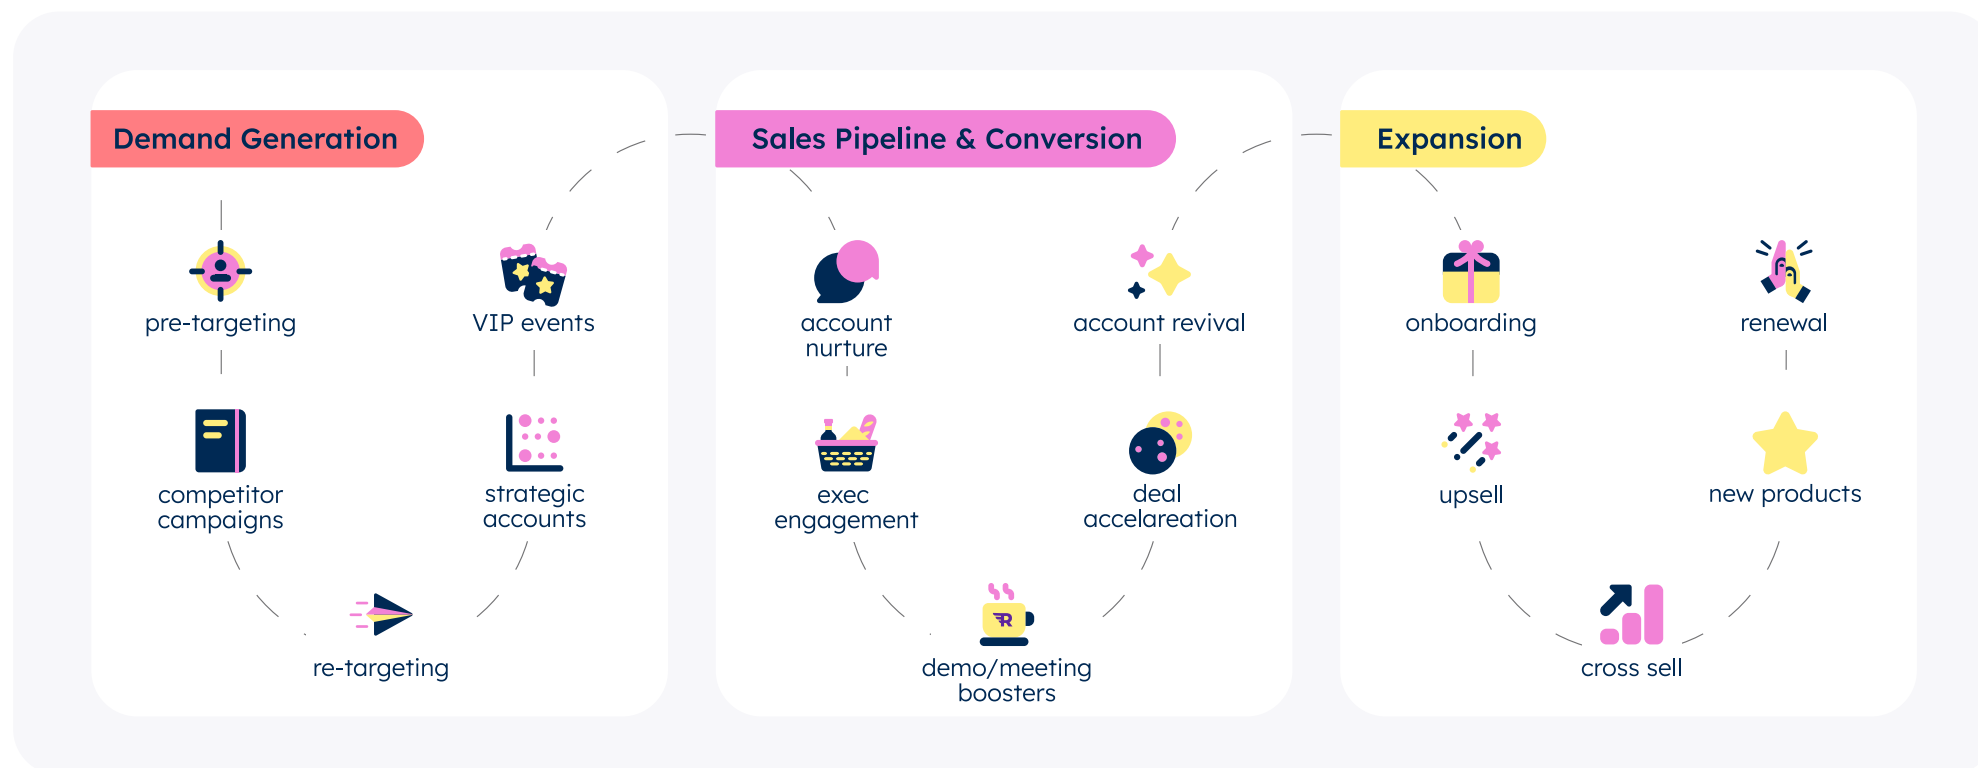 Demand Generation
pre-targeting
competitor
campaigns
re-targeting
strategic
accounts
VIP events
Sales Pipeline & Conversion
account
nurture
exec
engagement
R
demo/meeting
boosters
deal
accelareation
account revival
Expansion
onboarding
upsell
cross sell
new products
renewal